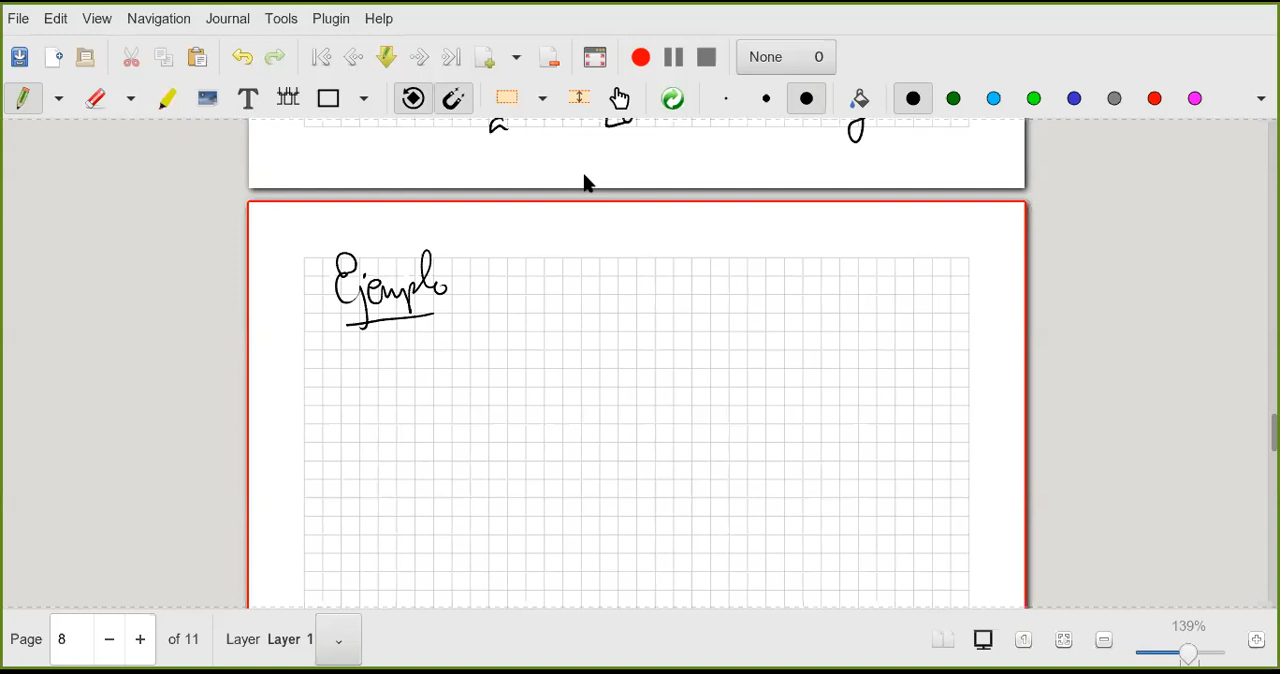 File Edit View Navigation Journal Tools Plugin Help
None 0
T
Ejemplo
Page 8 of 11 Layer Layer 1 139%